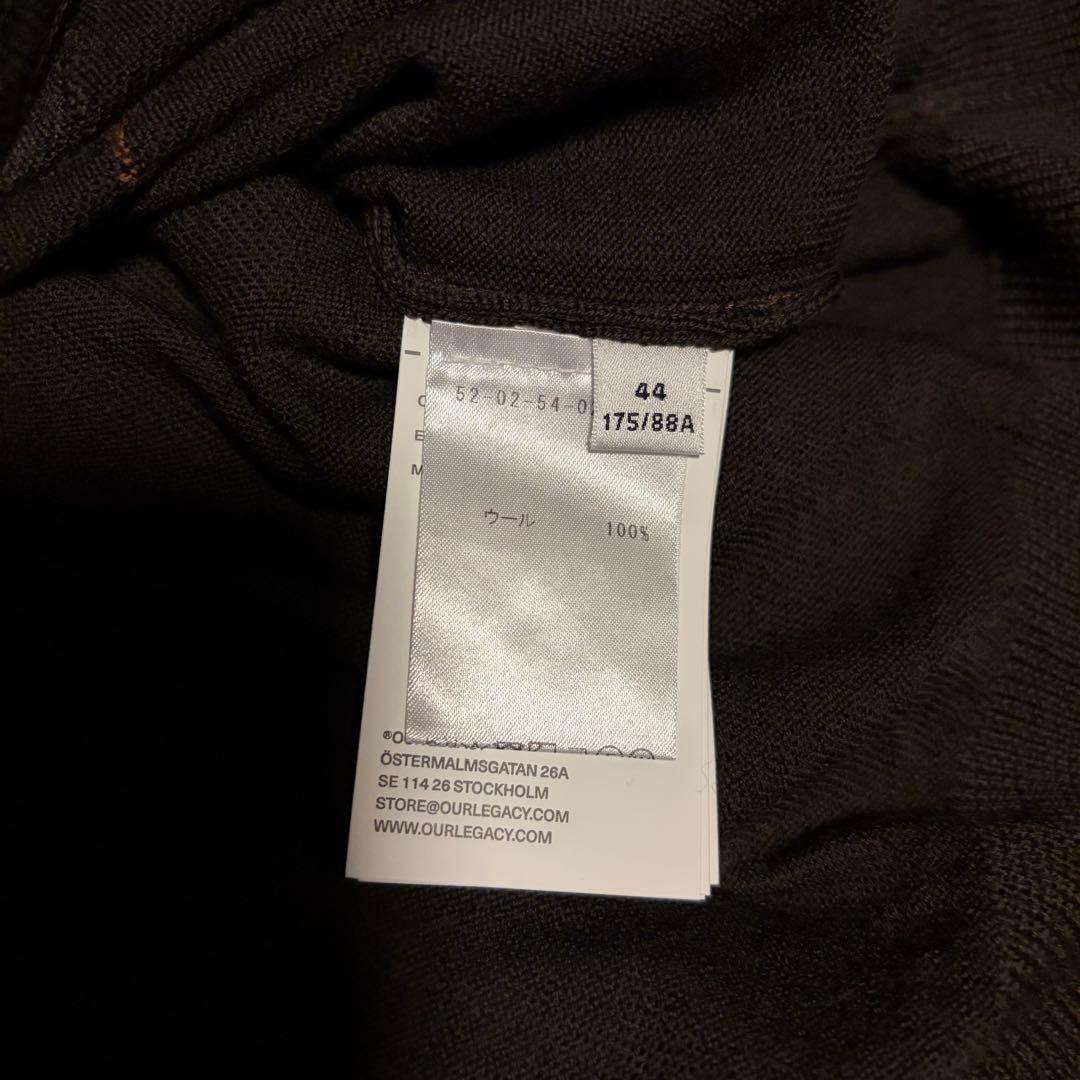 52-02-54-0
44
175/88A
ウール 100%
ÖSTERMALMSGATAN 26A
SE 114 26 STOCKHOLM
STORE@OURLEGACY.COM
WWW.OURLEGACY.COM